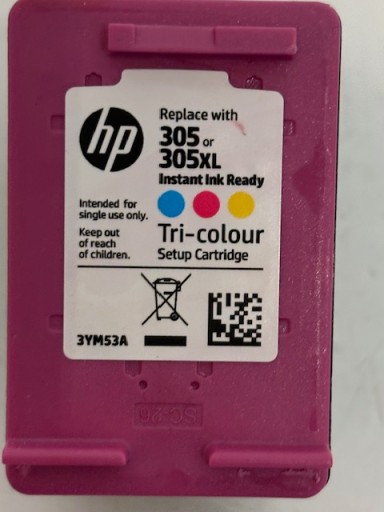 hp
Replace with
305 or
305XL
Instant Ink Ready
Intended for
single use only.
Keep out
of reach
of children.
Tri-colour
Setup Cartridge
3YM53A